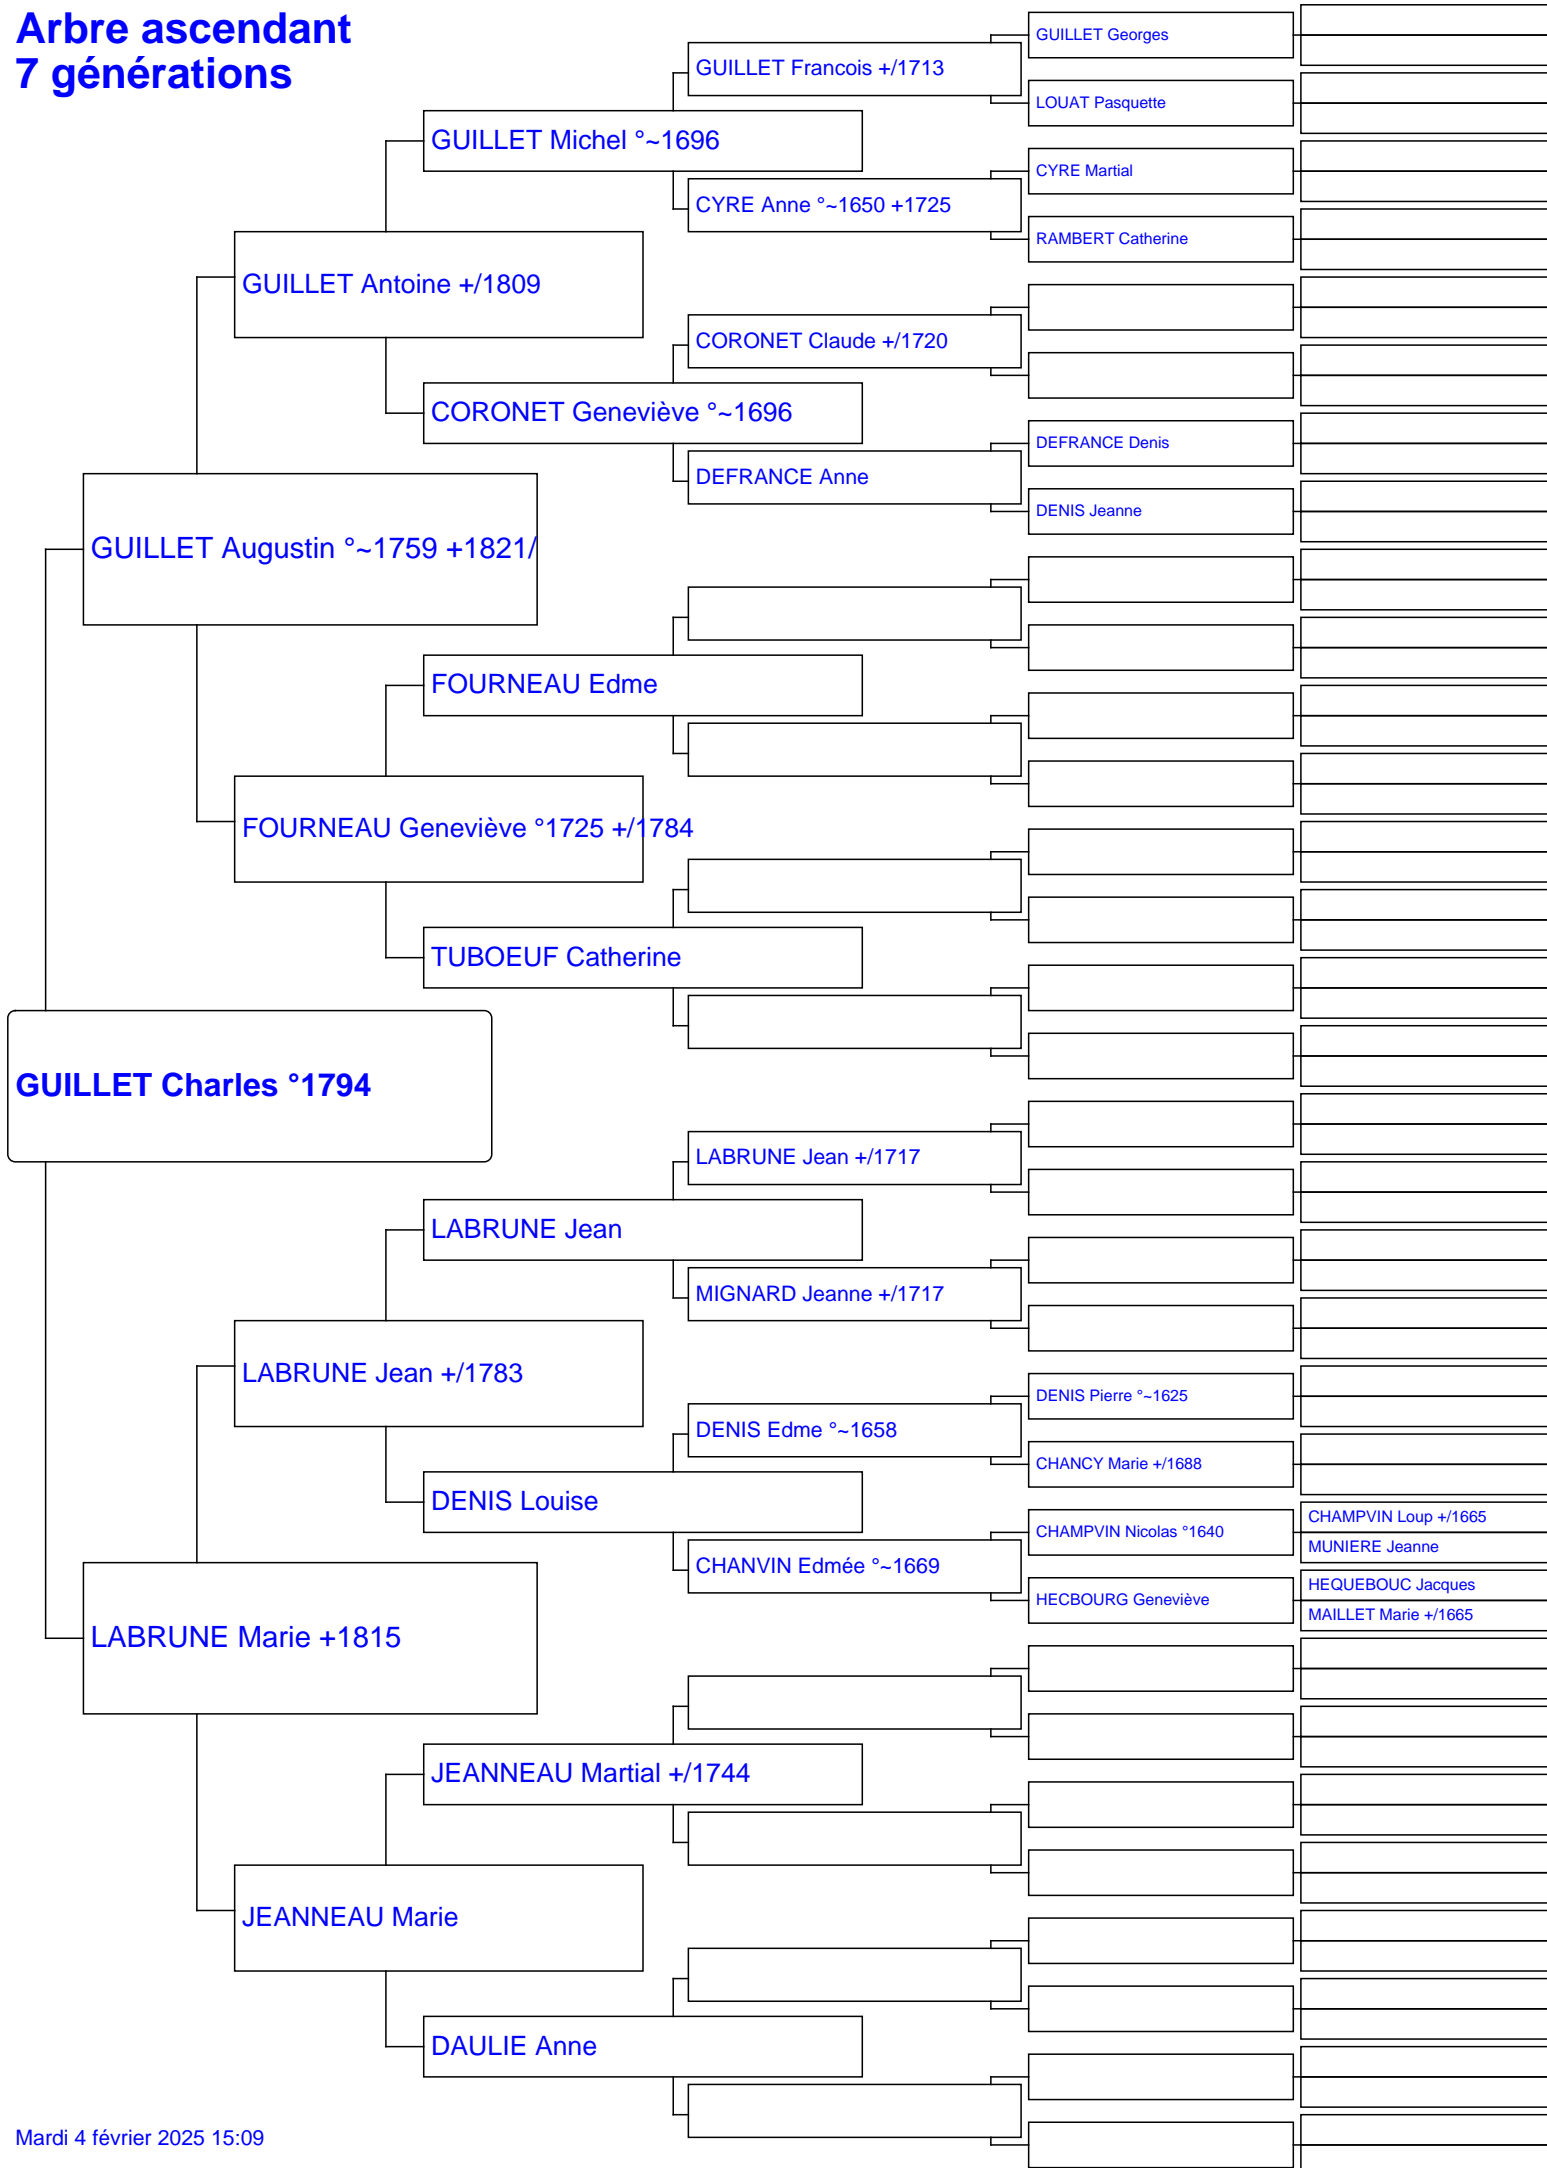 Arbre ascendant
7 générations
GUILLET Georges
GUILLET Francois +/1713
LOUAT Pasquette
GUILLET Michel °~1696
CYRE Martial
CYRE Anne °~1650 +1725
RAMBERT Catherine
GUILLET Antoine +/1809
CORONET Claude +/1720
CORONET Geneviève °~1696
DEFRANCE Denis
DEFRANCE Anne
DENIS Jeanne
GUILLET Augustin °~1759 +1821/
FOURNEAU Edme
FOURNEAU Geneviève °1725 +/1784
TUBOEUF Catherine
GUILLET Charles °1794
LABRUNE Jean +/1717
LABRUNE Jean
MIGNARD Jeanne +/1717
LABRUNE Jean +/1783
DENIS Pierre °~1625
DENIS Edme °~1658
CHANCY Marie +/1688
DENIS Louise
CHAMPVIN Loup +/1665
CHAMPVIN Nicolas °1640
MUNIERE Jeanne
CHANVIN Edmée °~1669
HEQUEBOUC Jacques
HECBOURG Geneviève
MAILLET Marie +/1665
LABRUNE Marie +1815
JEANNEAU Martial +/1744
JEANNEAU Marie
DAULIE Anne
Mardi 4 février 2025 15:09